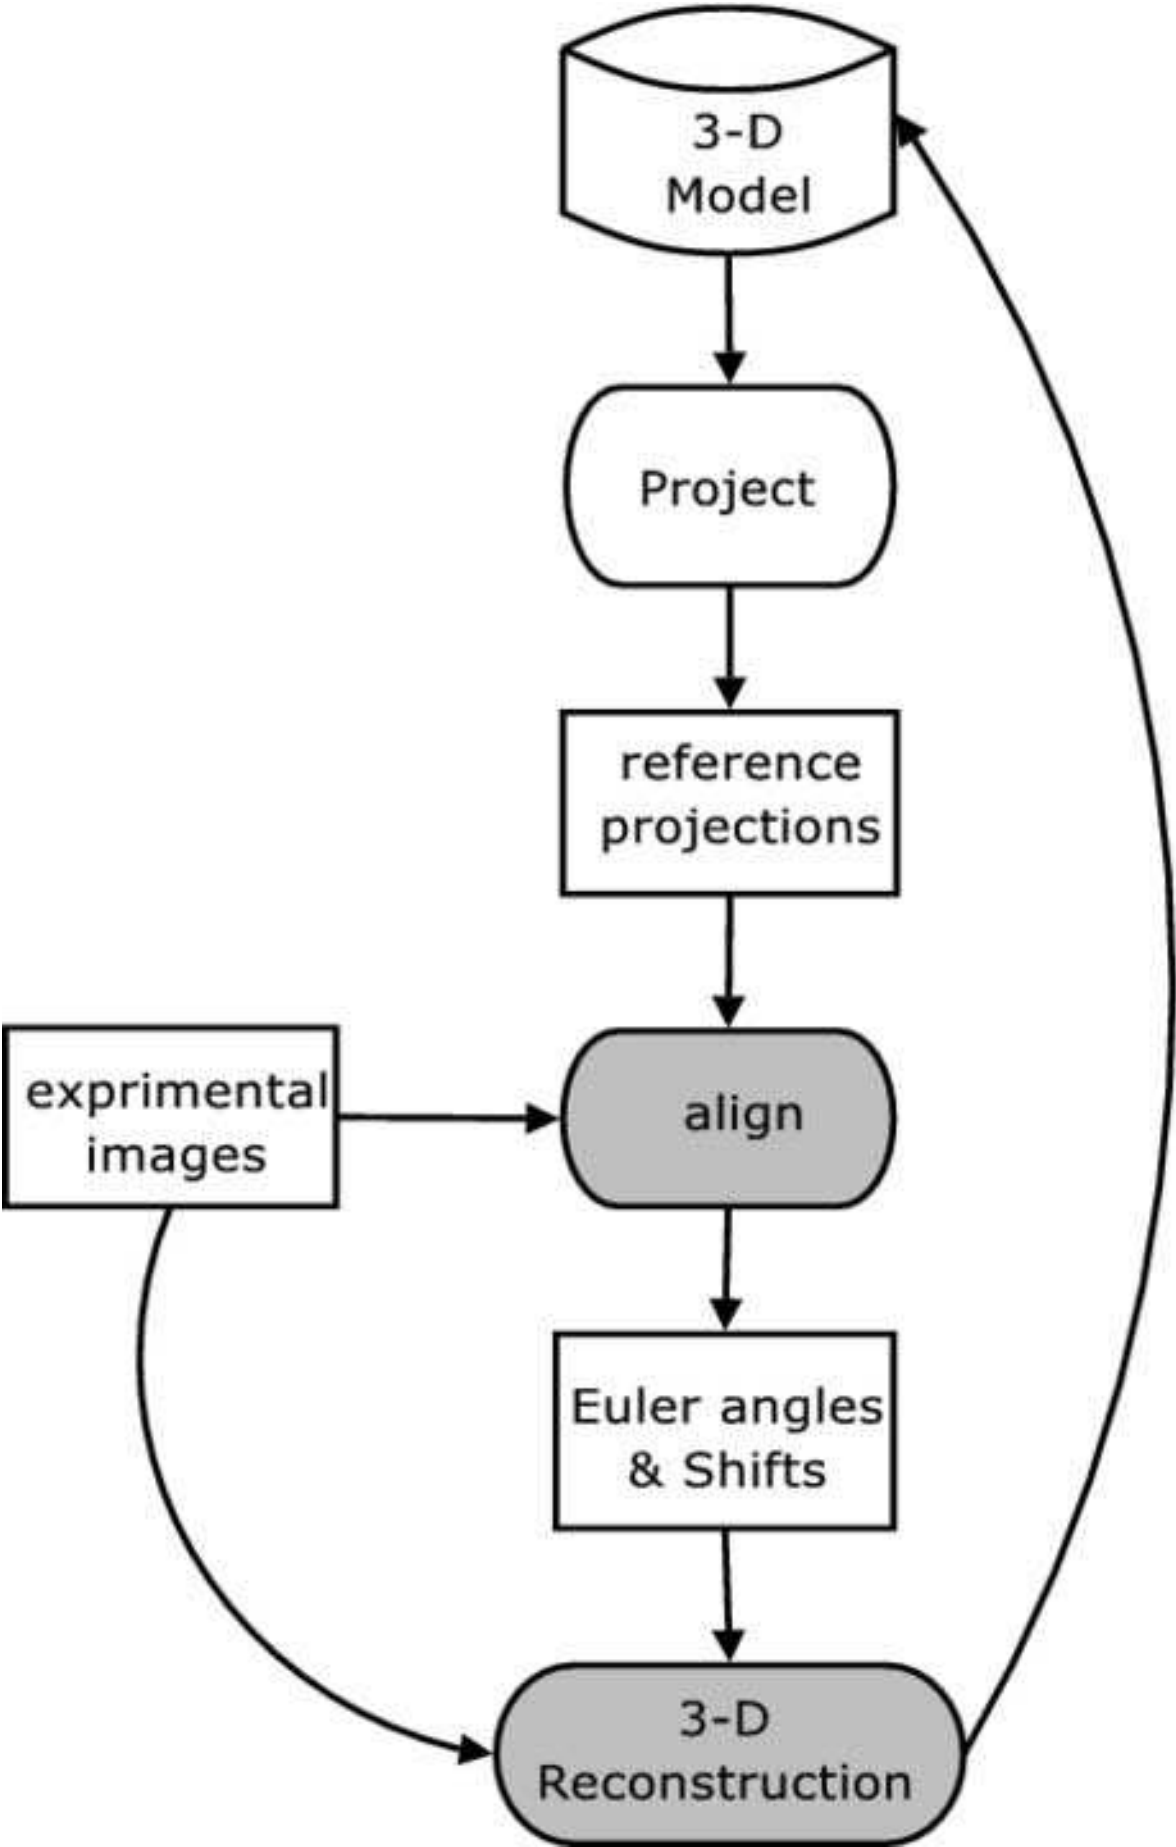 3-D
Model
Project
reference
projections
exprimental
images
align
Euler angles
& Shifts
3-D
Reconstruction